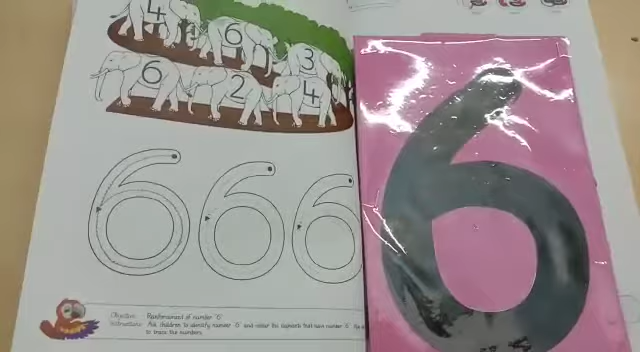 4
6
3
6
2
4
6 6 6
6
Objective : Reinforcement of number '6'
Instructions : Ask children to identify number '6' and colour the elephants that have number '6'.
to trace the numbers.